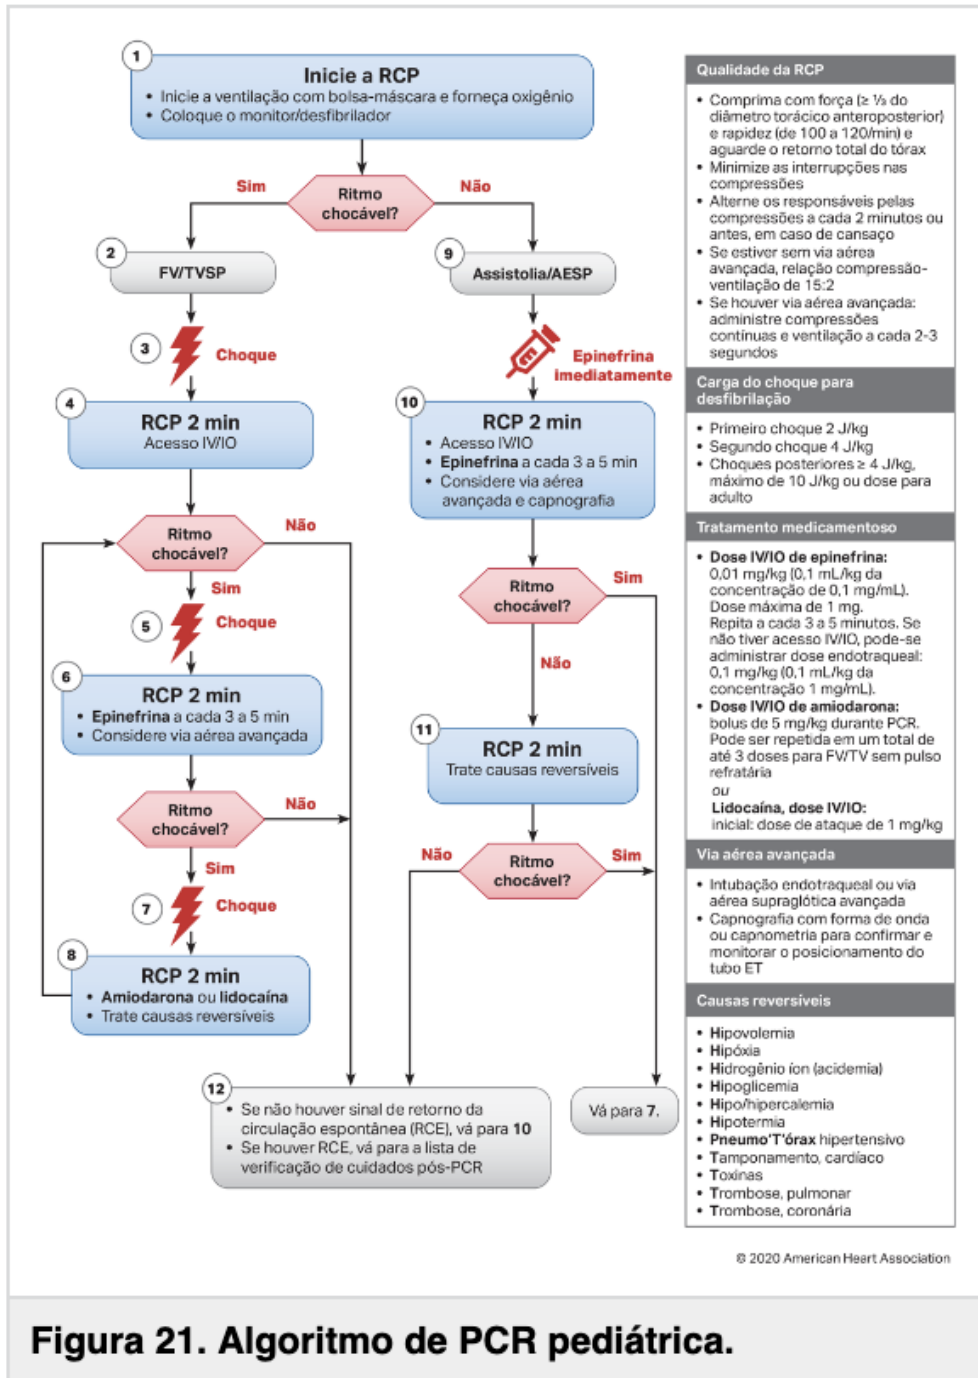 1
Inicie a RCP
• Inicie a ventilação com bolsa-máscara e forneça oxigênio
• Coloque o monitor/desfibrilador
Sim
Ritmo
chocável?
Não
2
FV/TVSP
3
Choque
4
RCP 2 min
Acesso IV/IO
Ritmo
chocável?
Não
Sim
5
Choque
6
RCP 2 min
• Epinefrina a cada 3 a 5 min
• Considere via aérea avançada
Ritmo
chocável?
Não
Sim
7
Choque
8
RCP 2 min
• Amiodarona ou lidocaína
• Trate causas reversíveis
9
Assistolia/AESP
Epinefrina
imediatamente
10
RCP 2 min
• Acesso IV/IO
• Epinefrina a cada 3 a 5 min
• Considere via aérea
avançada e capnografia
Ritmo
chocável?
Sim
Não
11
RCP 2 min
Trate causas reversíveis
Não
Ritmo
chocável?
Sim
12
• Se não houver sinal de retorno da
circulação espontânea (RCE), vá para 10
• Se houver RCE, vá para a lista de
verificação de cuidados pós-PCR
Vá para 7.
Qualidade da RCP
• Comprima com força (≥ ⅓ do
diâmetro torácico anteroposterior)
e rapidez (de 100 a 120/min) e
aguarde o retorno total do tórax
• Minimize as interrupções nas
compressões
• Alterne os responsáveis pelas
compressões a cada 2 minutos ou
antes, em caso de cansaço
• Se estiver sem via aérea
avançada, relação compressão-
ventilação de 15:2
• Se houver via aérea avançada:
administre compressões
contínuas e ventilação a cada 2-3
segundos
Carga do choque para
desfibrilação
• Primeiro choque 2 J/kg
• Segundo choque 4 J/kg
• Choques posteriores ≥ 4 J/kg,
máximo de 10 J/kg ou dose para
adulto
Tratamento medicamentoso
• Dose IV/IO de epinefrina:
0,01 mg/kg (0,1 mL/kg da
concentração de 0,1 mg/mL).
Dose máxima de 1 mg.
Repita a cada 3 a 5 minutos. Se
não tiver acesso IV/IO, pode-se
administrar dose endotraqueal:
0,1 mg/kg (0,1 mL/kg da
concentração 1 mg/mL).
• Dose IV/IO de amiodarona:
bolus de 5 mg/kg durante PCR.
Pode ser repetida em um total de
até 3 doses para FV/TV sem pulso
refratária
ou
Lidocaína, dose IV/IO:
inicial: dose de ataque de 1 mg/kg
Via aérea avançada
• Intubação endotraqueal ou via
aérea supraglótica avançada
• Capnografia com forma de onda
ou capnometria para confirmar e
monitorar o posicionamento do
tubo ET
Causas reversíveis
• Hipovolemia
• Hipóxia
• Hidrogênio íon (acidemia)
• Hipoglicemia
• Hipo/hipercalemia
• Hipotermia
• Pneumo'T'órax hipertensivo
• Tamponamento, cardíaco
• Toxinas
• Trombose, pulmonar
• Trombose, coronária
© 2020 American Heart Association
Figura 21. Algoritmo de PCR pediátrica.